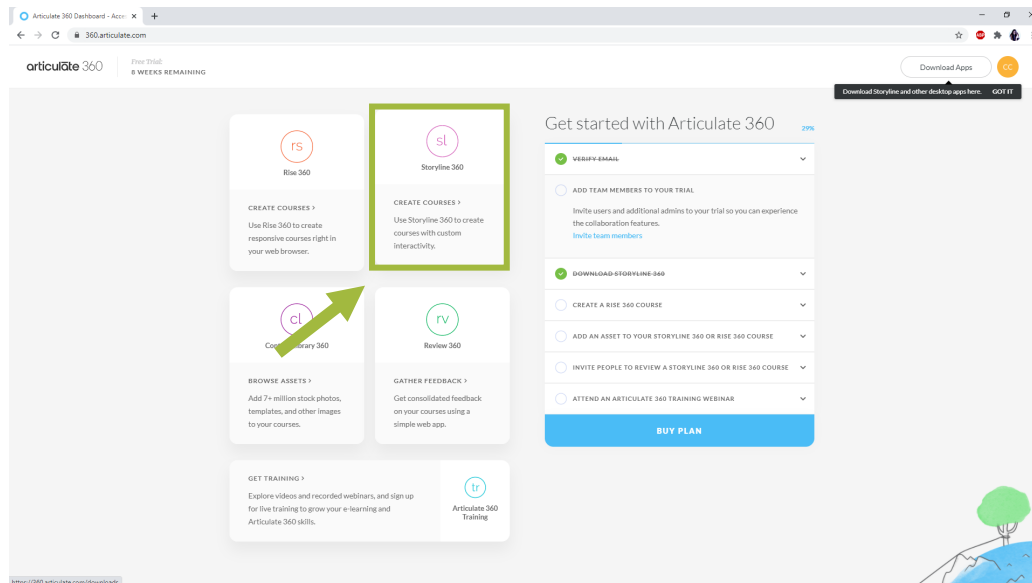 Articulate 360 Dashboard - Acce
360.articulate.com
ABP
articulate 360
Free Trial:
8 WEEKS REMAINING
Download Apps
CC
Download Storyline and other desktop apps here. GOT IT
rs
Rise 360
CREATE COURSES >
Use Rise 360 to create
responsive courses right in
your web browser.
sl
Storyline 360
CREATE COURSES >
Use Storyline 360 to create
courses with custom
interactivity.
cl
360
BROWSE ASSETS >
Add 7+ million stock photos,
templates, and other images
to your courses.
rv
Review 360
GATHER FEEDBACK >
Get consolidated feedback
on your courses using a
simple web app.
GET TRAINING >
Explore videos and recorded webinars, and sign up
for live training to grow your e-learning and
Articulate 360 skills.
tr
Articulate 360
Training
Get started with Articulate 360
29%
VERIFY EMAIL
ADD TEAM MEMBERS TO YOUR TRIAL
Invite users and additional admins to your trial so you can experience
the collaboration features.
Invite team members
DOWNLOAD STORYLINE 360
CREATE A RISE 360 COURSE
ADD AN ASSET TO YOUR STORYLINE 360 OR RISE 360 COURSE
INVITE PEOPLE TO REVIEW A STORYLINE 360 OR RISE 360 COURSE
ATTEND AN ARTICULATE 360 TRAINING WEBINAR
BUY PLAN
https://360.articulate.com/downloads